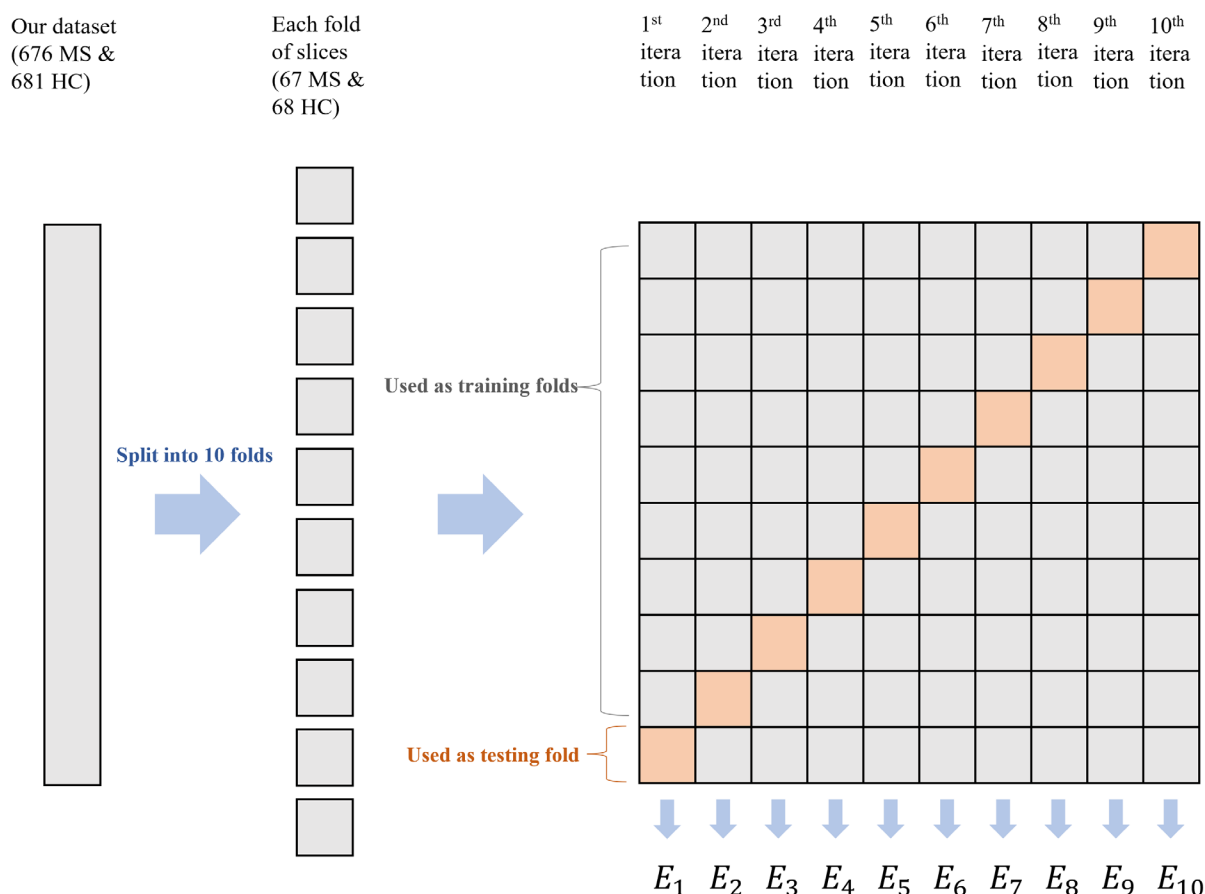 Our dataset
(676 MS &
681 HC)
Each fold
of slices
(67 MS &
68 HC)
1st
itera
tion
2nd
itera
tion
3rd
itera
tion
4th
itera
tion
5th
itera
tion
6th
itera
tion
7th
itera
tion
8th
itera
tion
9th
itera
tion
10th
itera
tion
Used as training folds
Split into 10 folds
Used as testing fold
E1 E2 E3 E4 E5 E6 E7 E8 E9 E10